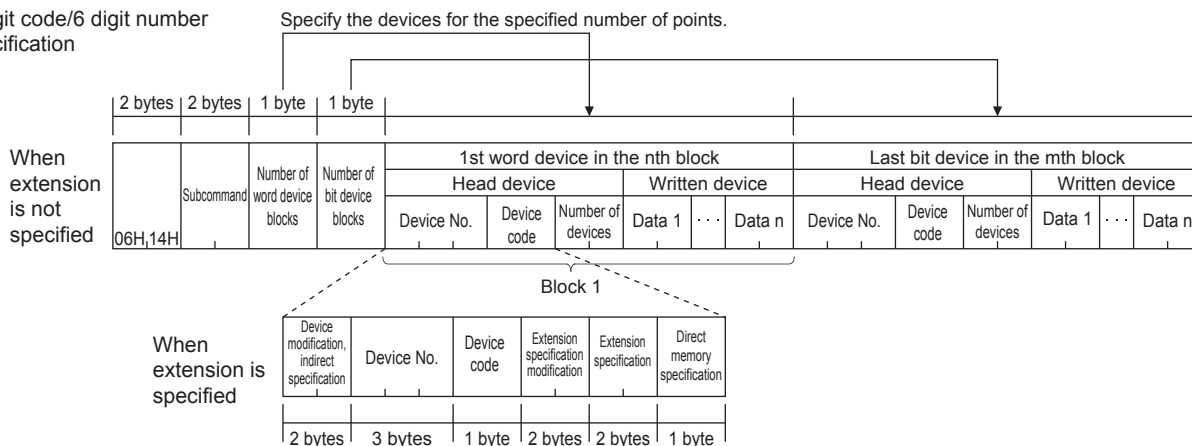 git code/6 digit number
cification
Specify the devices for the specified number of points.
2 bytes 2 bytes 1 byte 1 byte
When
extension
is not
specified
06H 14H
Subcommand
Number of
word device
blocks
Number of
bit device
blocks
1st word device in the nth block
Last bit device in the mth block
Head device
Written device
Head device
Written device
Device No.
Device
code
Number of
devices
Data 1
· · ·
Data n
Device No.
Device
code
Number of
devices
Data 1
· · ·
Data n
Block 1
When
extension is
specified
Device
modification,
indirect
specification
Device No.
Device
code
Extension
specification
modification
Extension
specification
Direct
memory
specification
2 bytes 3 bytes 1 byte 2 bytes 2 bytes 1 byte